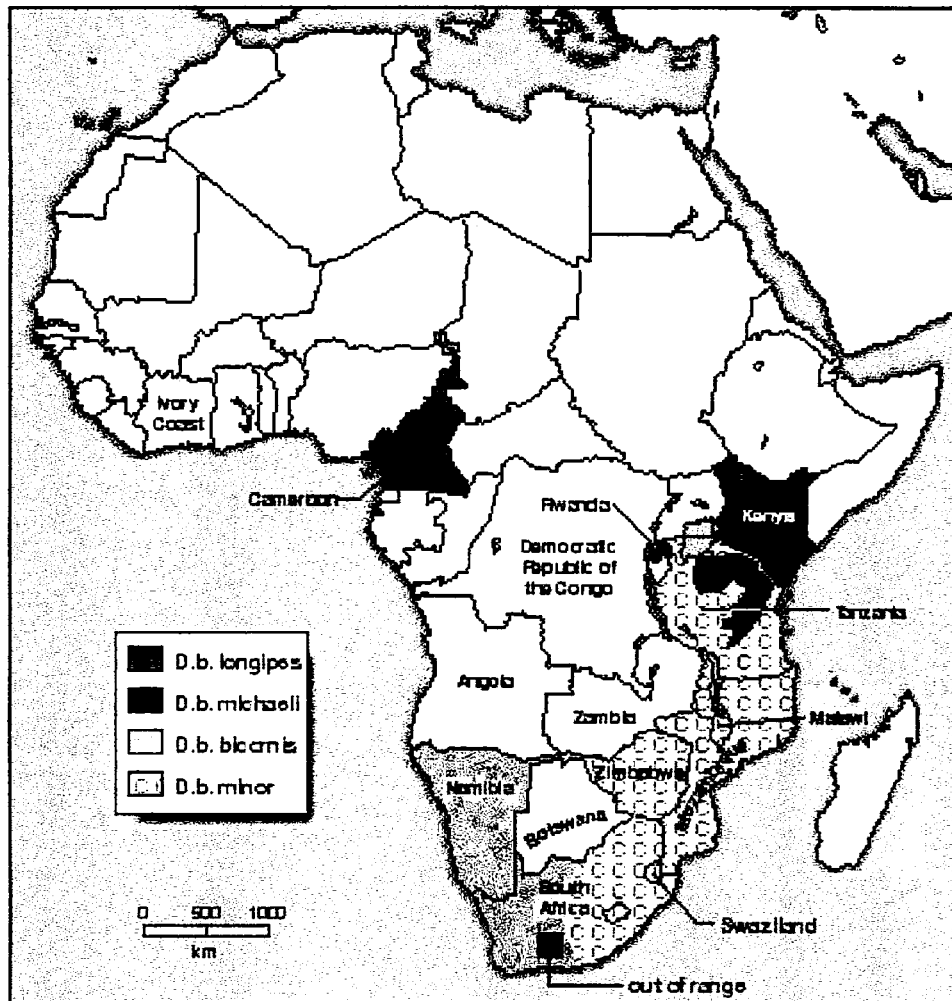 Ivory
Coast
Cameroon
Rwanda
Kenya
Democratic
Republic of
the Congo
Tanzania
D.b. longipes
D.b. michaeli
D.b. bicornis
D.b. minor
Angola
Zambia
Malawi
Zimbabwe
Namibia
Botswana
South
Africa
Swaziland
out of range
0 500 1000
km